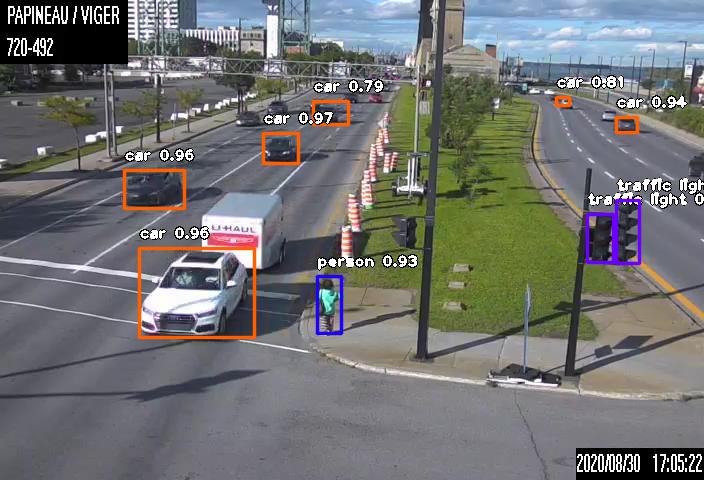 PAPINEAU / VIGER
720-492
car 0.79
car 0.81
car 0.97
car 0.94
car 0.96
traffic ligh
traffic light 0
car 0.96
U-HAUL
person 0.93
2020/08/30 17:05:22